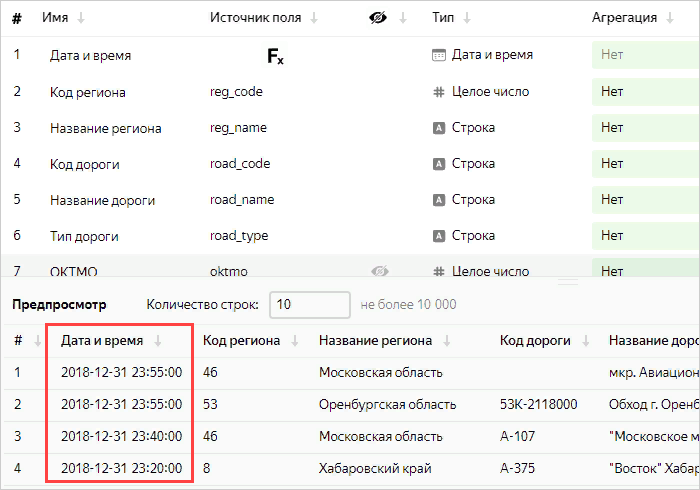 # Имя Источник поля Тип Агрегация
1 Дата и время Fx Дата и время Нет
2 Код региона reg_code Целое число Нет
3 Название региона reg_name Строка Нет
4 Код дороги road_code Строка Нет
5 Название дороги road_name Строка Нет
6 Тип дороги road_type Строка Нет
7 ОКТМО oktmo Целое число Нет
Предпросмотр Количество строк: 10 не более 10 000
# Дата и время Код региона Название региона Код дороги Название доро
1 2018-12-31 23:55:00 46 Московская область мкр. Авиацион
2 2018-12-31 23:55:00 53 Оренбургская область 53К-2118000 Обход г. Оренб
3 2018-12-31 23:40:00 46 Московская область А-107 "Московское м
4 2018-12-31 23:20:00 8 Хабаровский край А-375 "Восток" Хабар